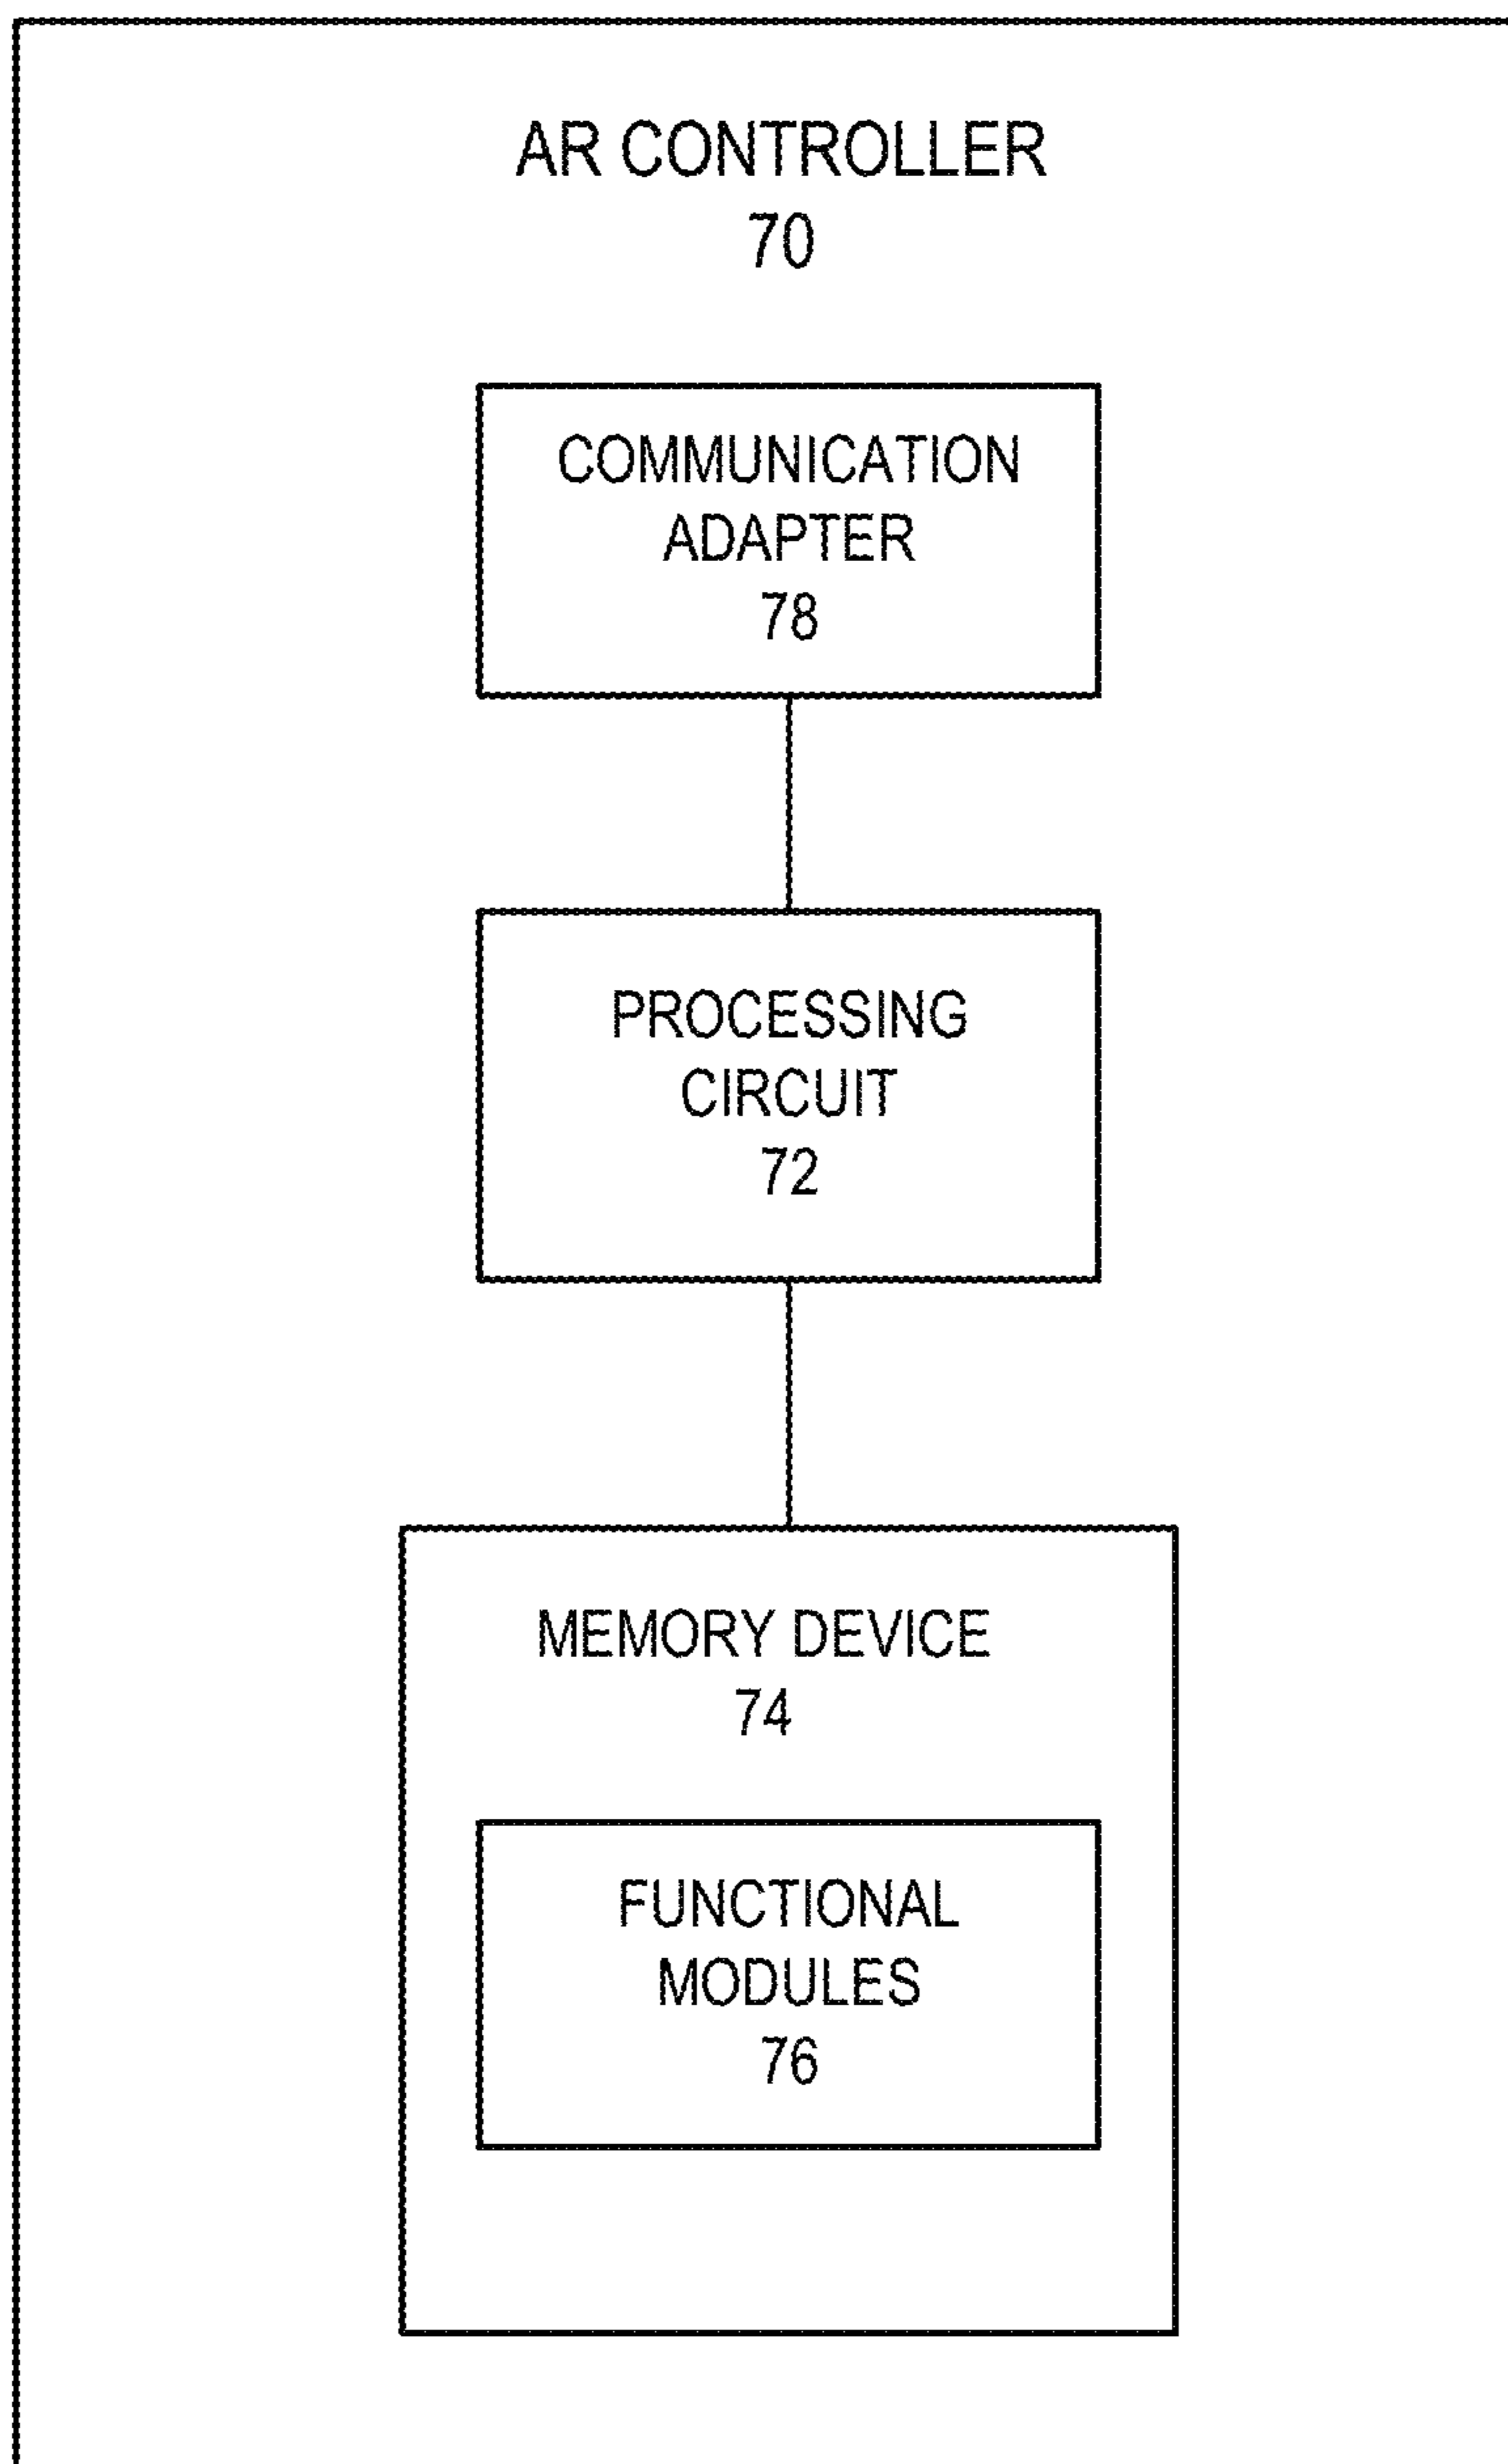 AR CONTROLLER
70
COMMUNICATION
ADAPTER
78
PROCESSING
CIRCUIT
72
MEMORY DEVICE
74
FUNCTIONAL
MODULES
76